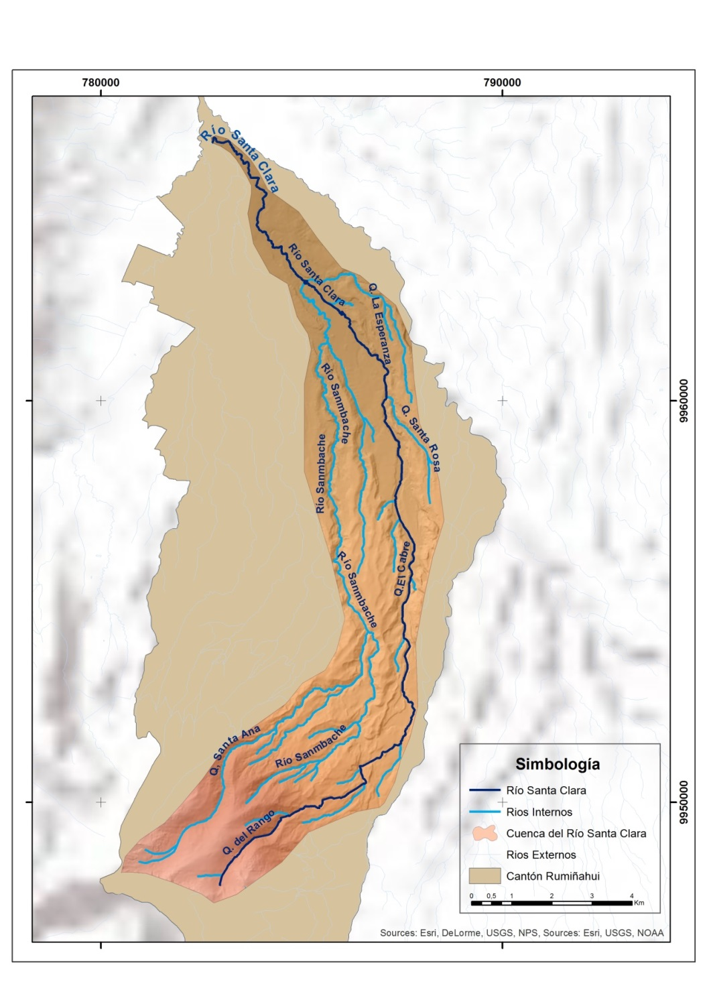 780000
790000
Río Santa Clara
Río Santa Clara
Q. La Esperanza
Río Sanmbache
9960000
Q. Santa Rosa
Río Sanmbache
Q.El Cabre
Río Sanmbache
Q, Santa Ana
Río Sanmbache
Q. del Rango
9950000
Simbología
Río Santa Clara
Rios Internos
Cuenca del Río Santa Clara
Rios Externos
Cantón Rumiñahui
0 0,5 1 2 3 4
Km
Sources: Esri, DeLorme, USGS, NPS, Sources: Esri, USGS, NOAA